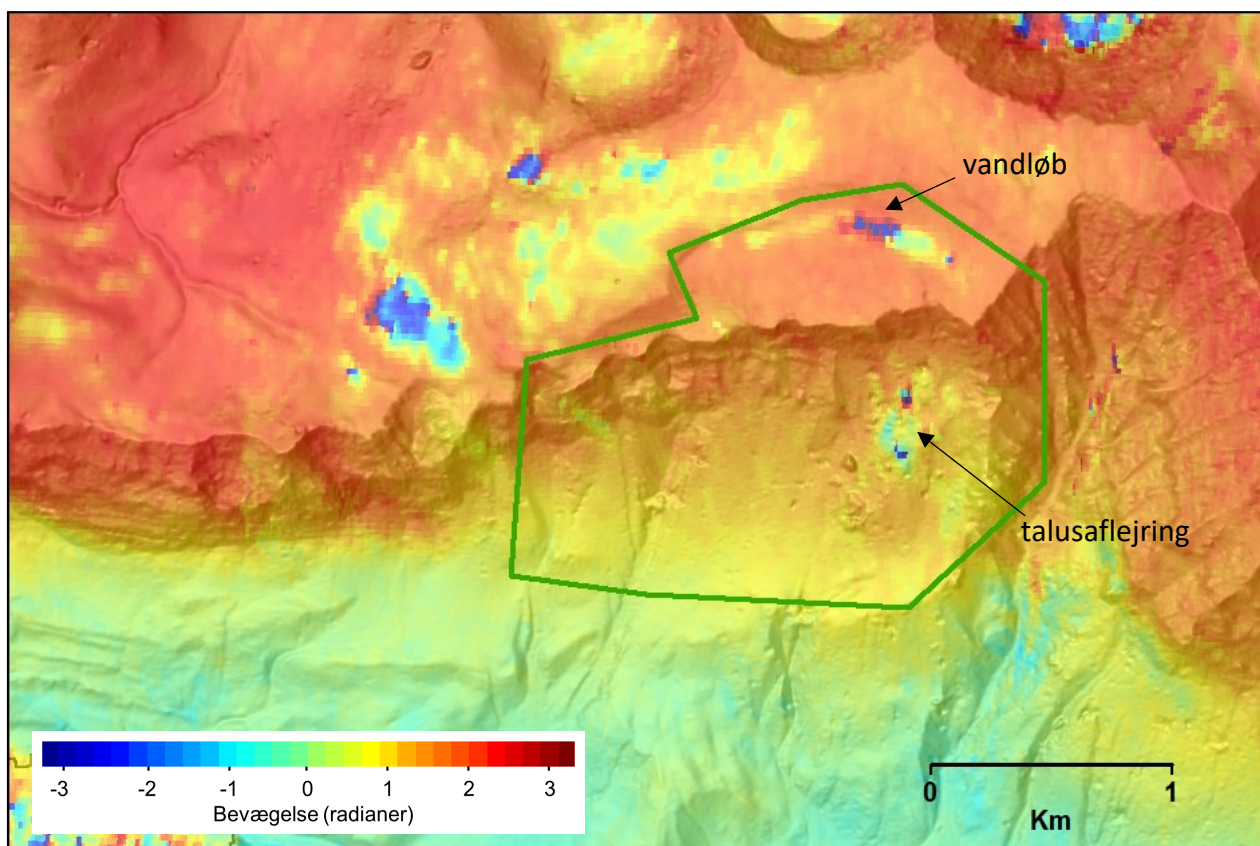 vandløb
talusaflejring
-3 -2 -1 0 1 2 3
Bevægelse (radianer)
0 1
Km